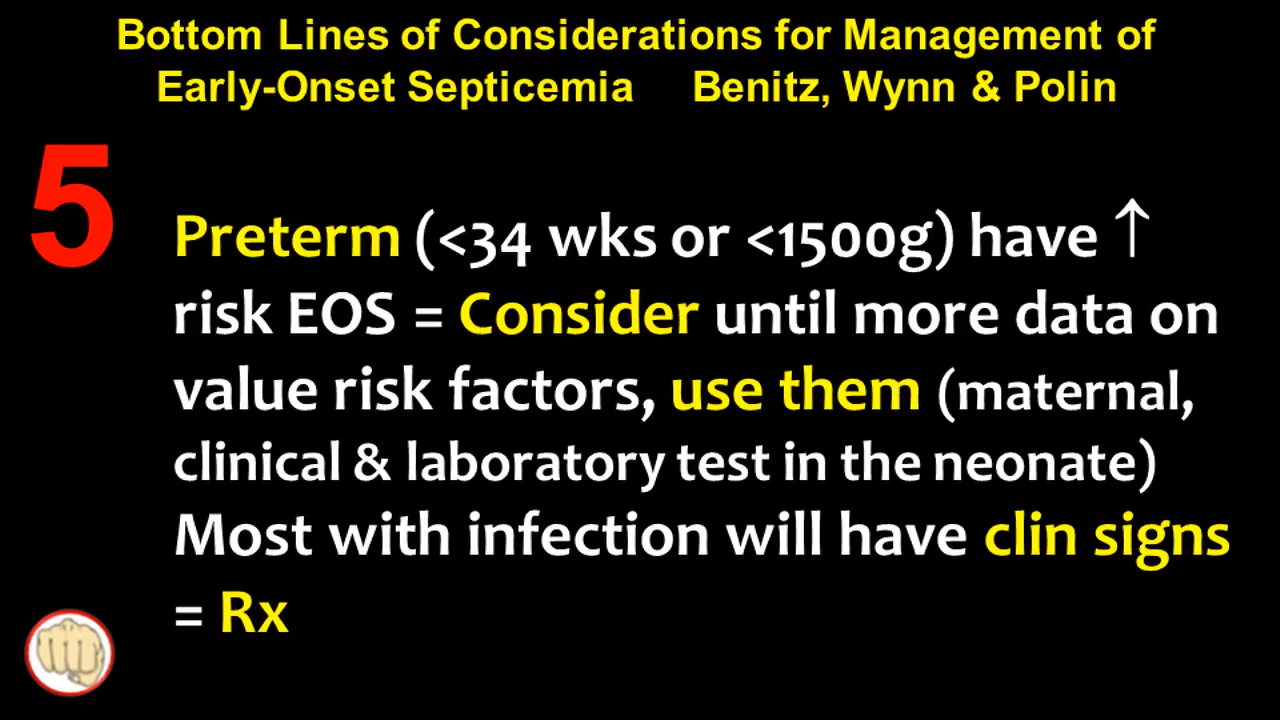 Bottom Lines of Considerations for Management of
Early-Onset Septicemia Benitz, Wynn & Polin
5
Preterm (<34 wks or <1500g) have ↑
risk EOS = Consider until more data on
value risk factors, use them (maternal,
clinical & laboratory test in the neonate)
Most with infection will have clin signs
= Rx